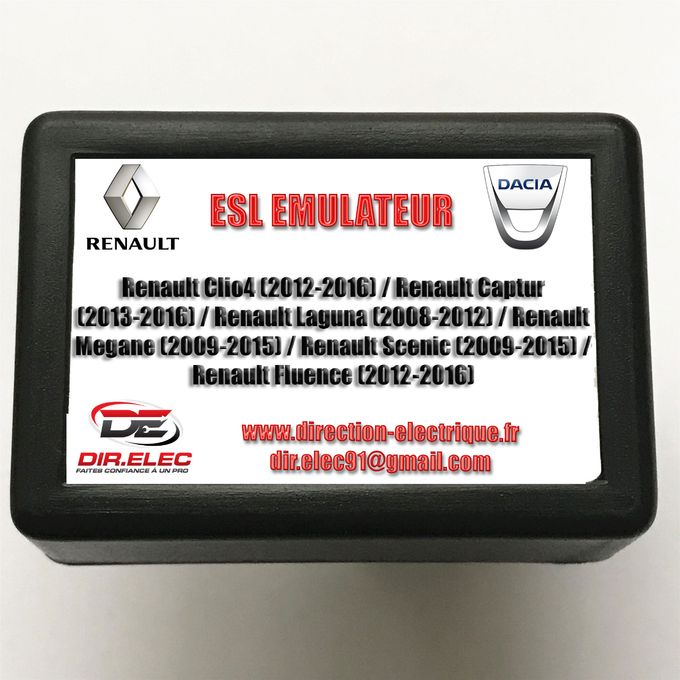 ESL EMULATEUR
DACIA
RENAULT
Renault Clio4 (2012-2016) / Renault Captur
(2013-2016) / Renault Laguna (2008-2012) / Renault
Megane (2009-2015) / Renault Scenic (2009-2015) /
Renault Fluence (2012-2016)
DE
DIR.ELEC
FAITES CONFIANCE À UN PRO
www.direction-electrique.fr
dir.elec91@gmail.com